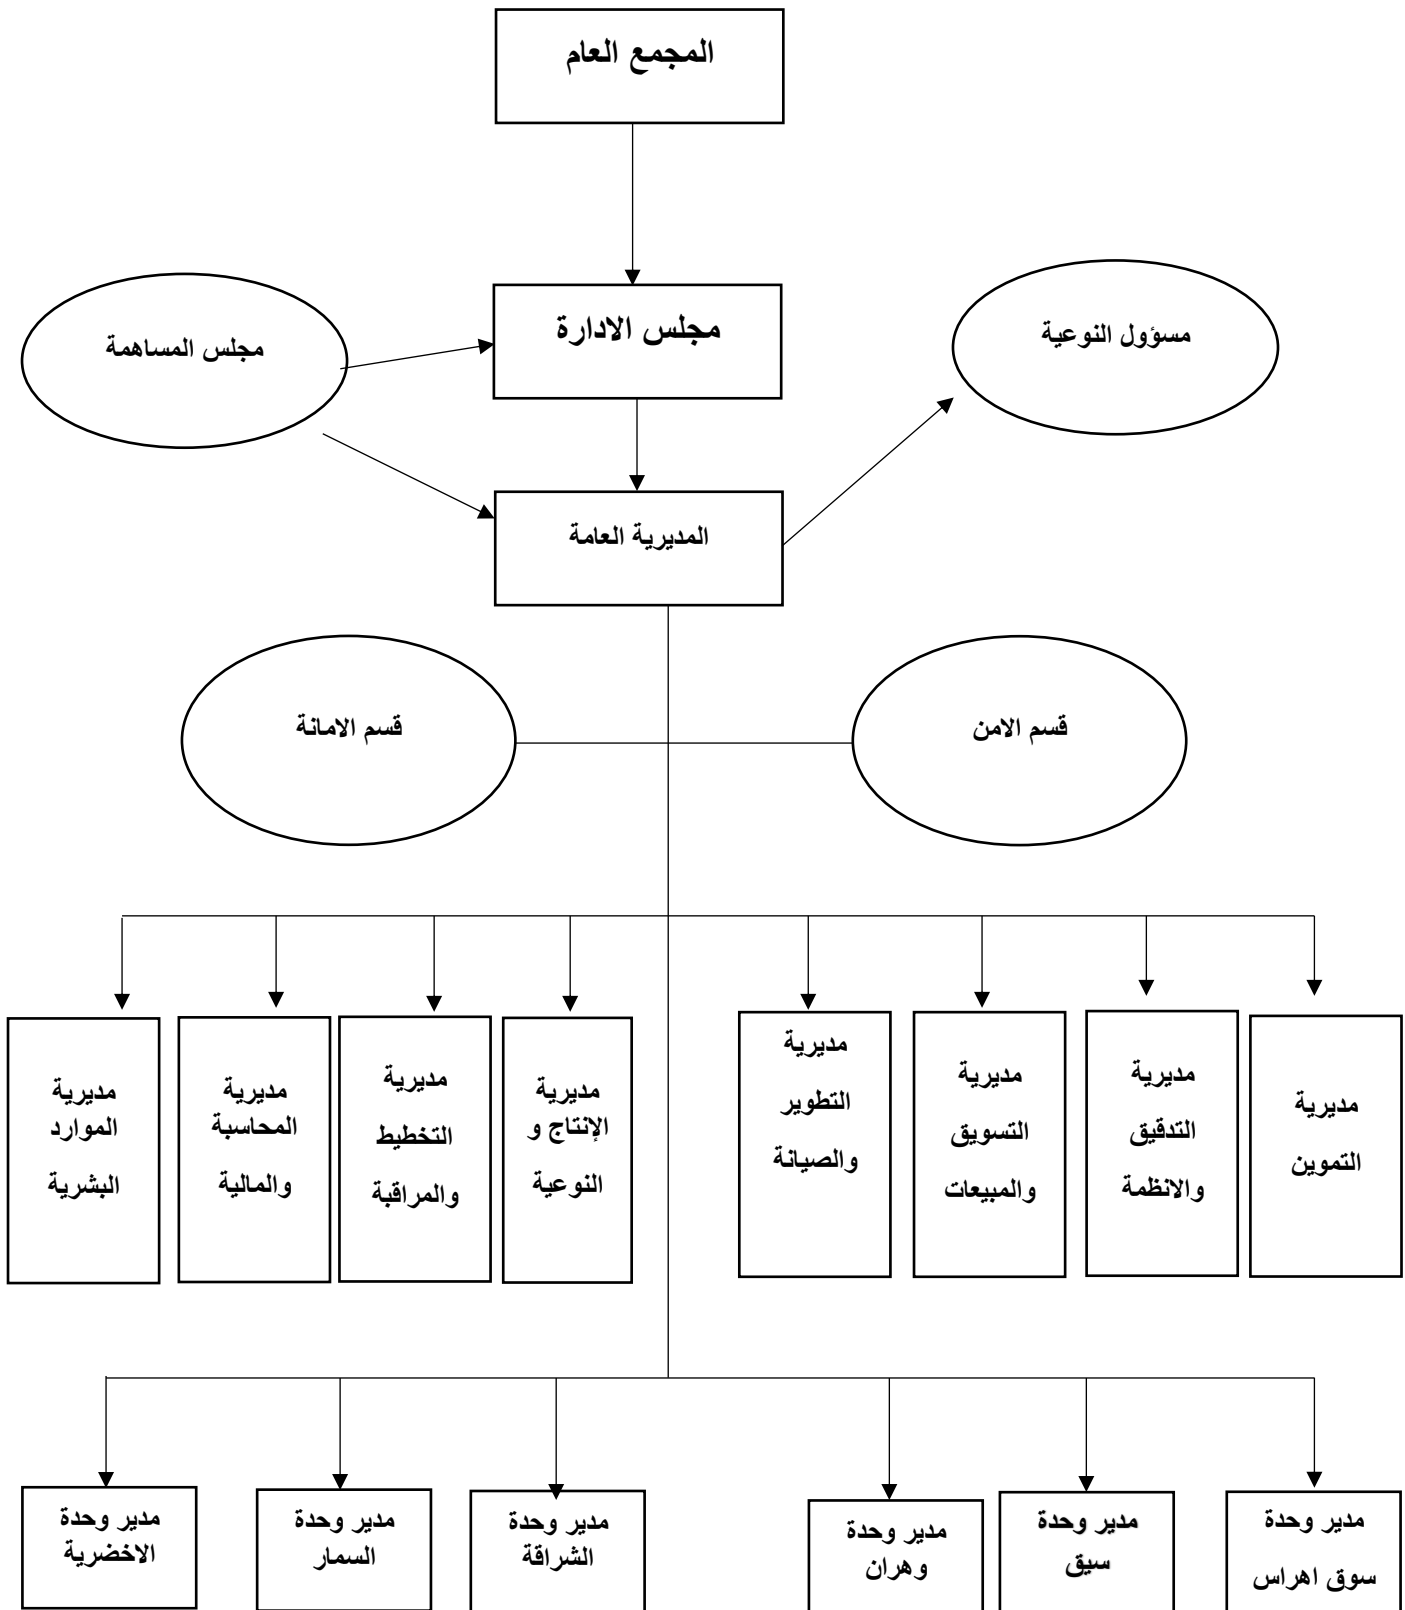 المجمع العام
مجلس الادارة
مسؤول النوعية
مجلس المساهمة
المديرية العامة
قسم الامن
قسم الامانة
مديرية
التموين
مديرية
التدقيق
والانظمة
مديرية
التسويق
والمبيعات
مديرية
التطوير
والصيانة
مديرية
الإنتاج و
النوعية
مديرية
التخطيط
والمراقبة
مديرية
المحاسبة
والمالية
مديرية
الموارد
البشرية
مدير وحدة
سوق اهراس
مدير وحدة
سيق
مدير وحدة
وهران
مدير وحدة
الشراقة
مدير وحدة
السمار
مدير وحدة
الاخضرية